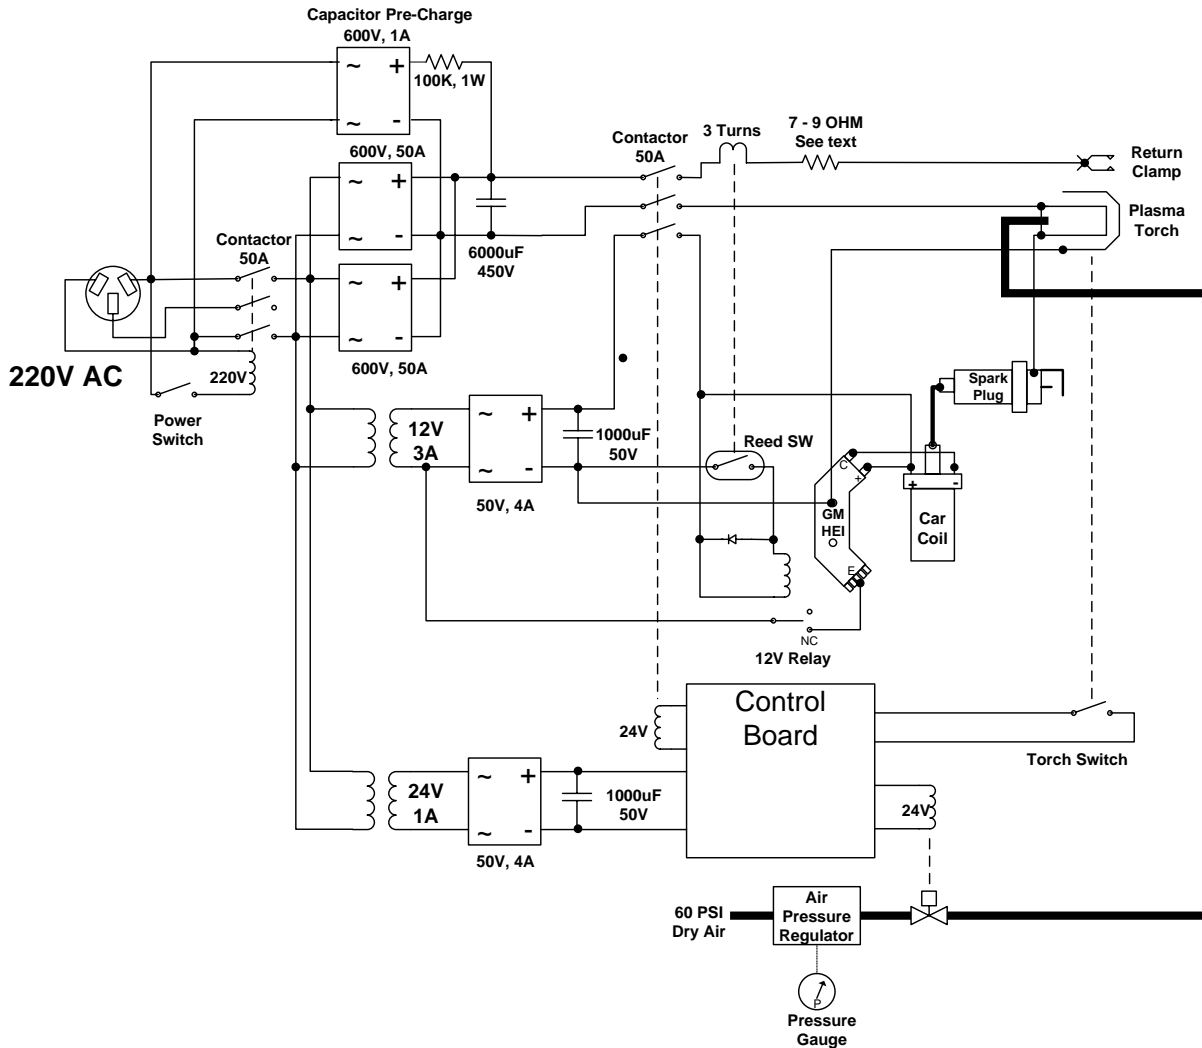 Capacitor Pre-Charge
600V, 1A
~ +
100K, 1W
~ -
600V, 50A
~ +
~ -
6000uF
450V
Contactor
50A
3 Turns
7 - 9 OHM
See text
Return
Clamp
Plasma
Torch
Contactor
50A
~ +
~ -
600V, 50A
220V AC
220V
Power
Switch
12V
3A
~ +
~ -
50V, 4A
1000uF
50V
Reed SW
C
+
GM
HEI
E
Spark
Plug
+ -
Car
Coil
NC
12V Relay
Control
Board
24V
Torch Switch
24V
1A
~ +
~ -
50V, 4A
1000uF
50V
24V
60 PSI
Dry Air
Air
Pressure
Regulator
P
Pressure
Gauge